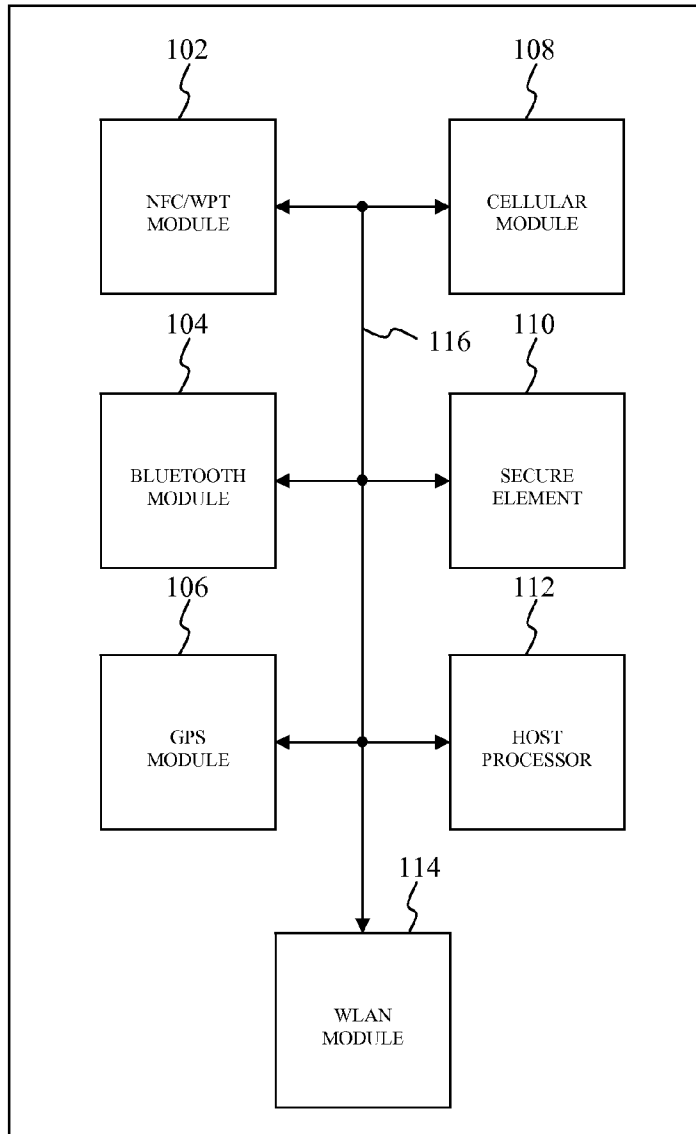 102
108
NFC/WPT
MODULE
CELLULAR
MODULE
104
116
110
BLUETOOTH
MODULE
SECURE
ELEMENT
106
112
GPS
MODULE
HOST
PROCESSOR
114
WLAN
MODULE